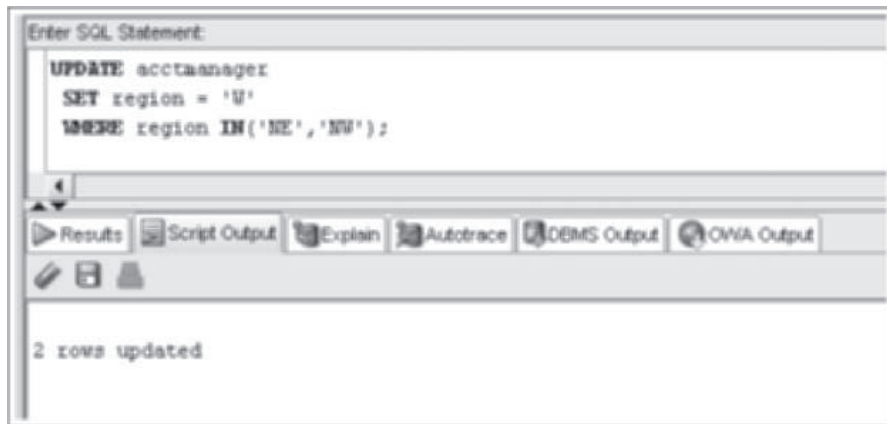 Enter SQL Statement:
UPDATE acctmanager
SET region = 'W'
WHERE region IN('NE','NW');
Results Script Output Explain Autotrace DBMS Output OWA Output
2 rows updated